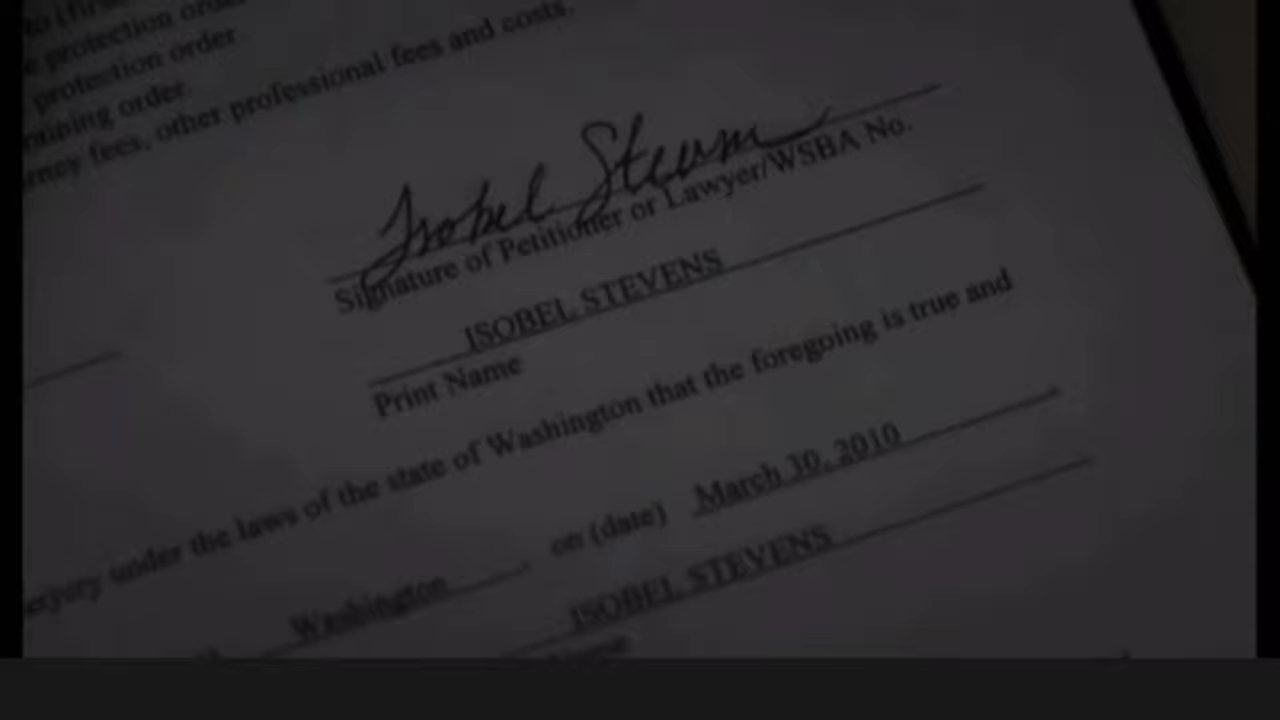 protection order
protection order.
order.
fees, other professional fees and costs.
Isobel Stevens
Signature of Petitioner or Lawyer/WSBA No.
ISOBEL STEVENS
Print Name
under the laws of the state of Washington that the foregoing is true and
Washington on (date) March 30, 2010
ISOBEL STEVENS